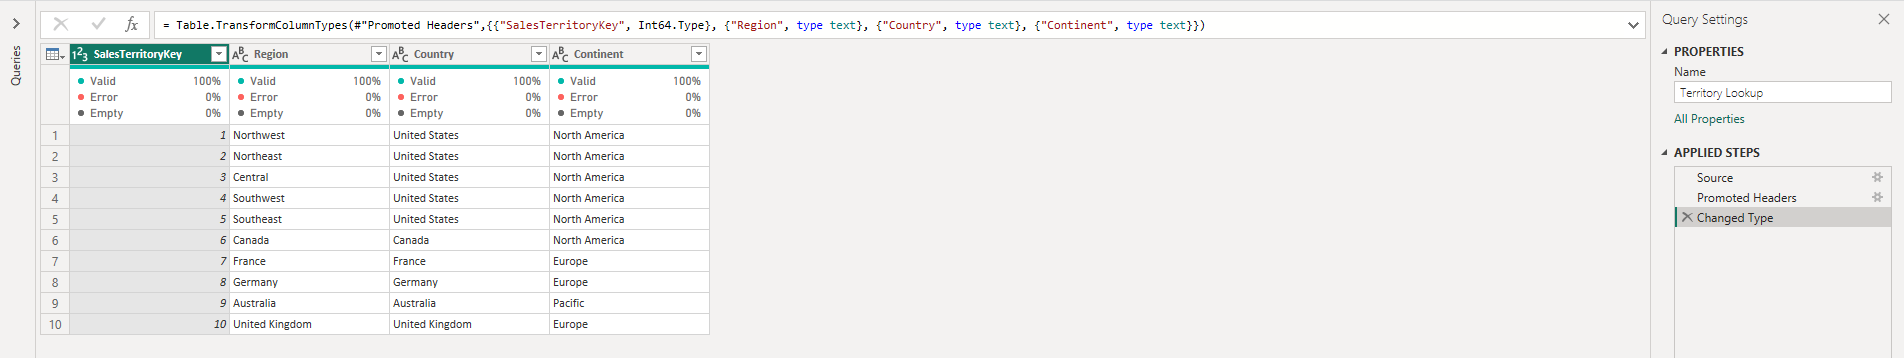 Queries
fx
= Table.TransformColumnTypes(#"Promoted Headers",{{"SalesTerritoryKey", Int64.Type}, {"Region", type text}, {"Country", type text}, {"Continent", type text}})
1²3 SalesTerritoryKey ABC Region ABC Country ABC Continent
Valid 100% Valid 100% Valid 100% Valid 100%
Error 0% Error 0% Error 0% Error 0%
Empty 0% Empty 0% Empty 0% Empty 0%
1 1 Northwest United States North America
2 2 Northeast United States North America
3 3 Central United States North America
4 4 Southwest United States North America
5 5 Southeast United States North America
6 6 Canada Canada North America
7 7 France France Europe
8 8 Germany Germany Europe
9 9 Australia Australia Pacific
10 10 United Kingdom United Kingdom Europe
Query Settings
PROPERTIES
Name
Territory Lookup
All Properties
APPLIED STEPS
Source
Promoted Headers
Changed Type